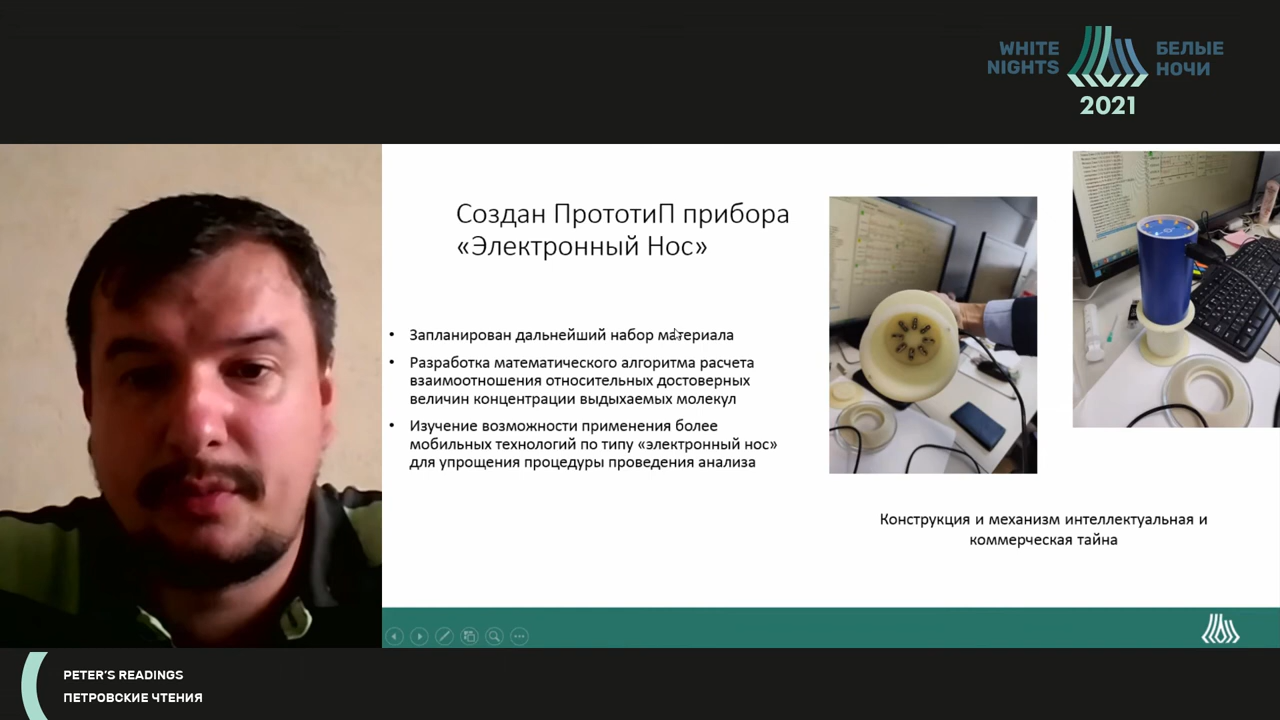 WHITE
NIGHTS
БЕЛЫЕ
НОЧИ
2021
Создан ПрототиП прибора
«Электронный Нос»
• Запланирован дальнейший набор материала
• Разработка математического алгоритма расчета
взаимоотношения относительных достоверных
величин концентрации выдыхаемых молекул
• Изучение возможности применения более
мобильных технологий по типу «электронный нос»
для упрощения процедуры проведения анализа
Конструкция и механизм интеллектуальная и
коммерческая тайна
PETER'S READINGS
ПЕТРОВСКИЕ ЧТЕНИЯ